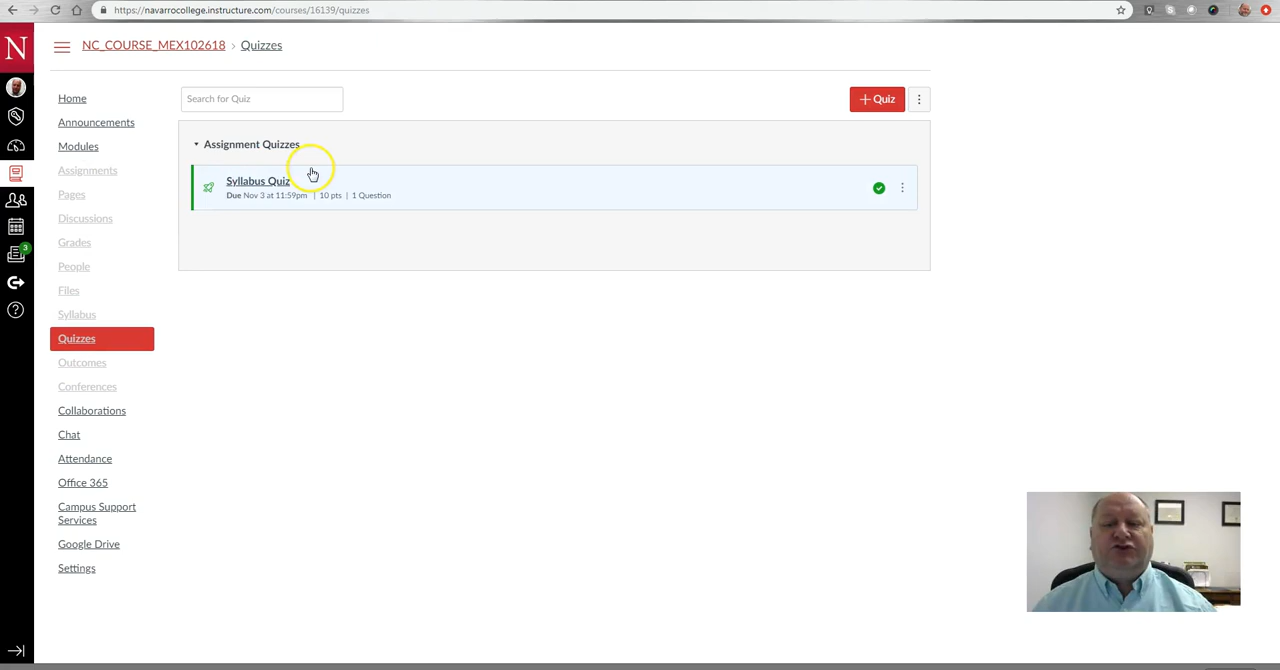 https://navarrocollege.instructure.com/courses/16139/quizzes
N
NC_COURSE_MEX102618 › Quizzes
Home
Announcements
Modules
Assignments
Pages
Discussions
Grades
People
Files
Syllabus
Quizzes
Outcomes
Conferences
Collaborations
Chat
Attendance
Office 365
Campus Support
Services
Google Drive
Settings
3
Search for Quiz
+ Quiz
Assignment Quizzes
Syllabus Quiz
Due Nov 3 at 11:59pm | 10 pts | 1 Question